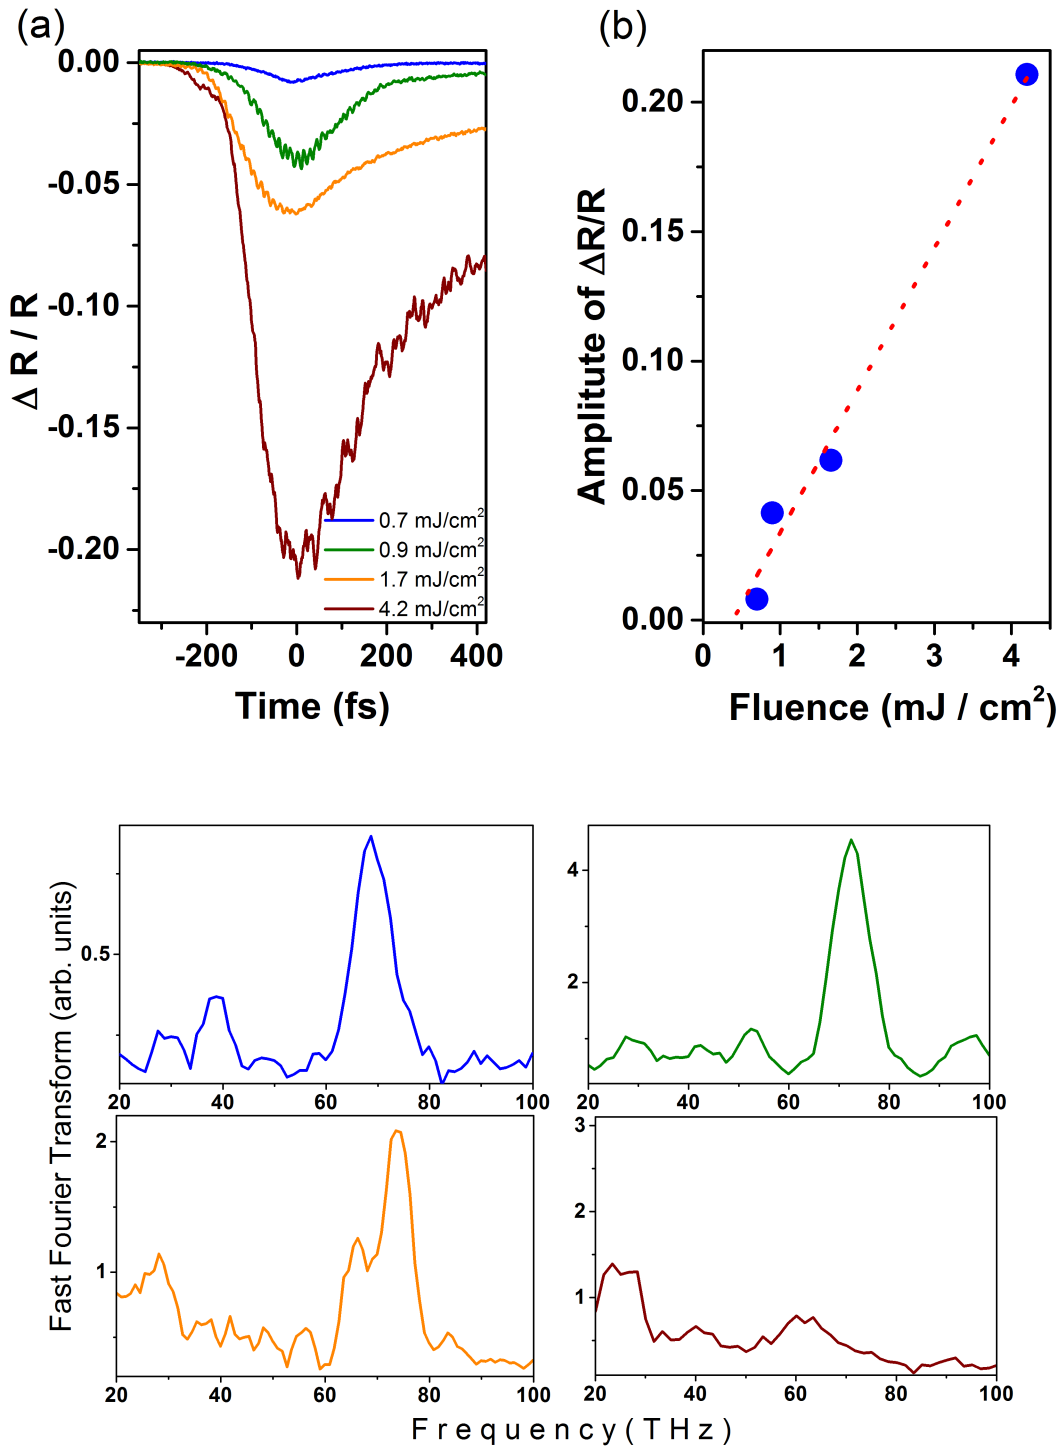 (a)
0.00
-0.05
-0.10
-0.15
-0.20
Δ R / R
0.7 mJ/cm²
0.9 mJ/cm²
1.7 mJ/cm²
4.2 mJ/cm²
-200 0 200 400
Time (fs)
(b)
0.20
0.15
0.10
0.05
0.00
Amplitute of ΔR/R
0 1 2 3 4
Fluence (mJ / cm²)
Fast Fourier Transform (arb. units)
0.5
20 40 60 80 100
4
2
20 40 60 80 100
2
1
20 40 60 80 100
3
2
1
20 40 60 80 100
Frequency(THz)